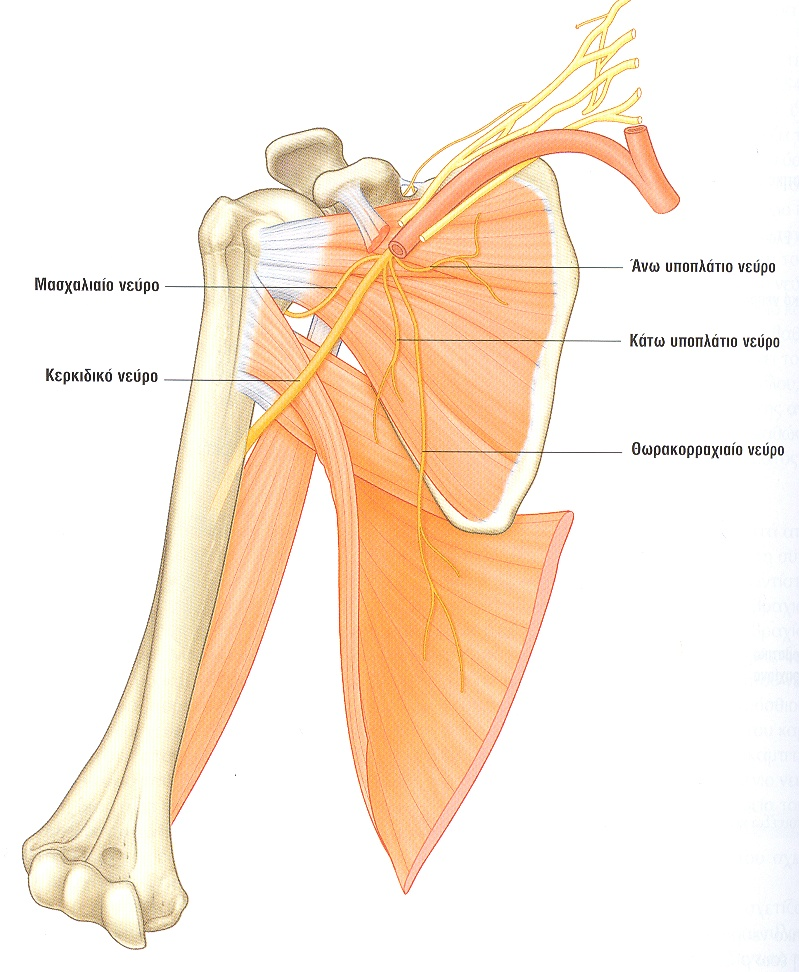 Άνω υποπλάτιο νεύρο
Μασχαλιαίο νεύρο
Κάτω υποπλάτιο νεύρο
Κερκιδικό νεύρο
Θωρακορραχιαίο νεύρο